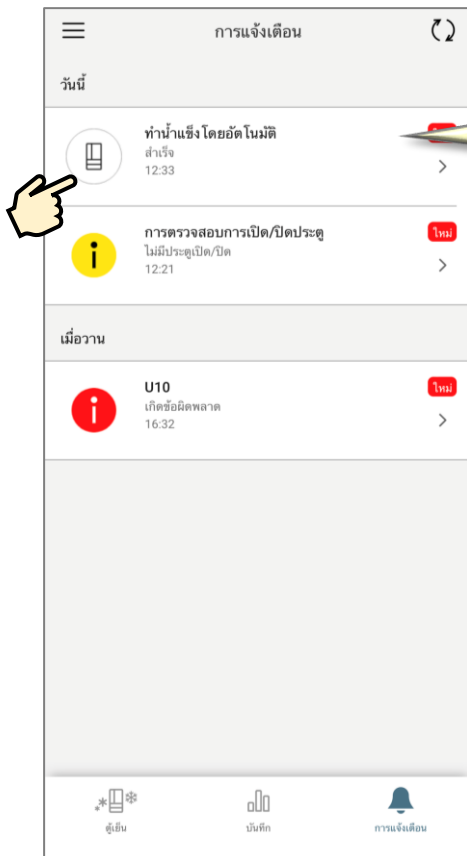 การแจ้งเตือน
วันนี้
ทำน้ำแข็งโดยอัตโนมัติ
สำเร็จ
12:33
การตรวจสอบการเปิด/ปิดประตู
ใหม่
ไม่มีประตูเปิด/ปิด
12:21
เมื่อวาน
U10
ใหม่
เกิดข้อผิดพลาด
16:32
ตู้เย็น
บันทึก
การแจ้งเตือน